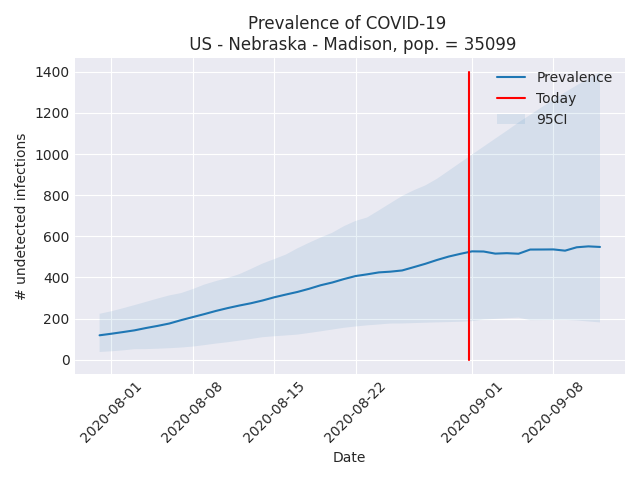 Prevalence of COVID-19
US - Nebraska - Madison, pop. = 35099
Prevalence
Today
95CI
# undetected infections
1400
1200
1000
800
600
400
200
0
2020-08-01
2020-08-08
2020-08-15
2020-08-22
2020-09-01
2020-09-08
Date